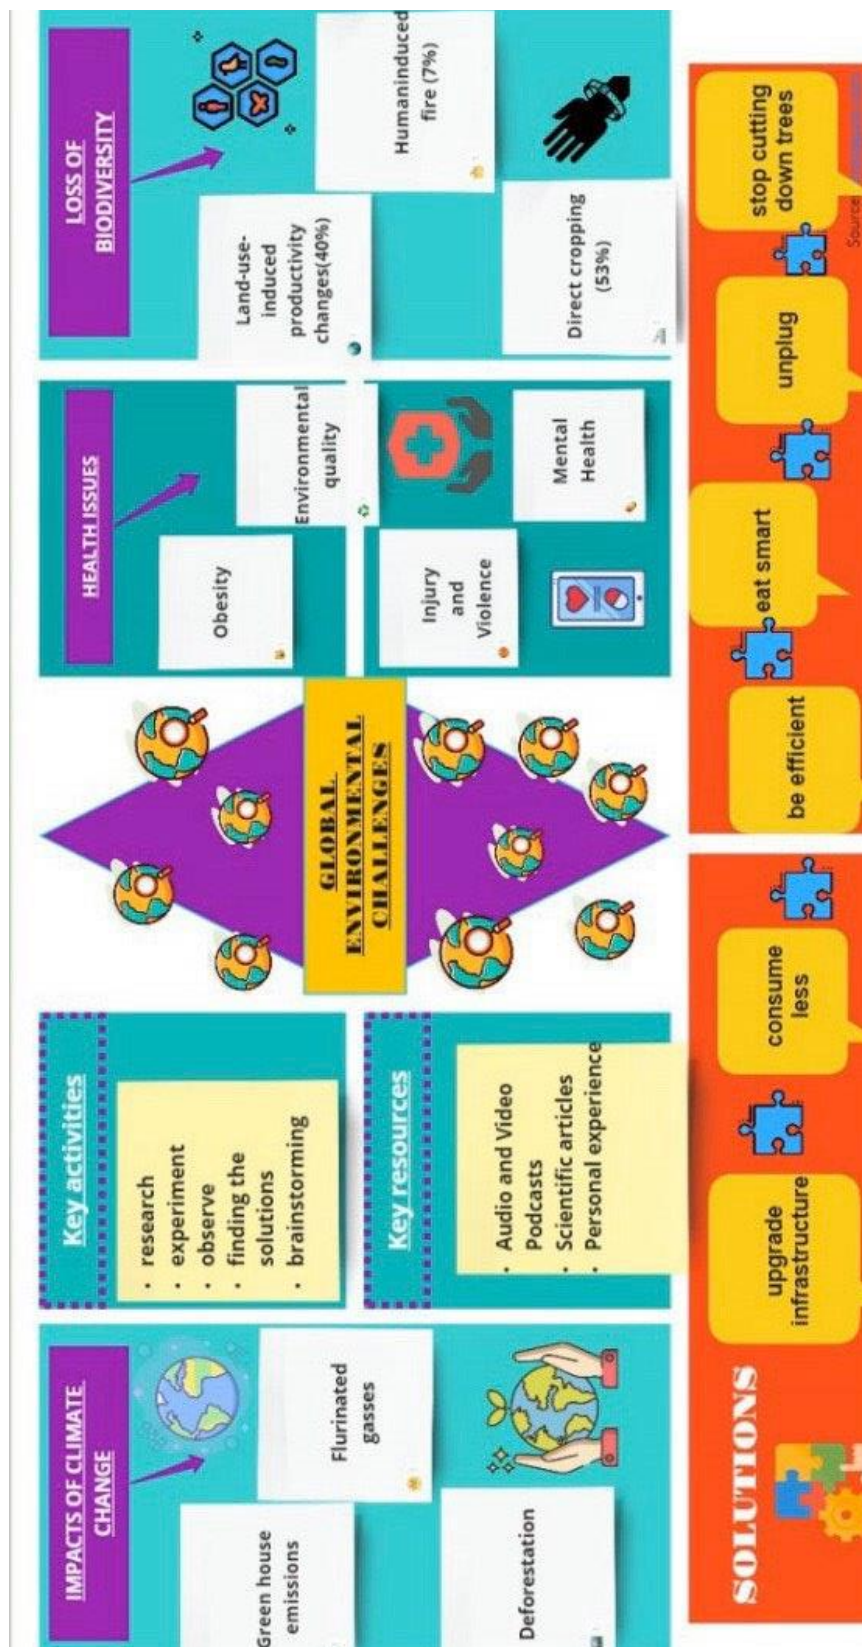 IMPACTS OF CLIMATE
CHANGE
Green house
emissions
Flurinated
gasses
Deforestation
Key activities
• research
• experiment
• observe
• finding the
solutions
• brainstorming
Key resources
• Audio and Video
Podcasts
• Scientific articles
• Personal experience
GLOBAL
ENVIRONMENTAL
CHALLENGES
HEALTH ISSUES
Obesity
Environmental
quality
Injury
and
Violence
Mental
Health
LOSS OF
BIODIVERSITY
Land-use-
induced
productivity
changes(40%)
Humaninduced
fire (7%)
Direct cropping
(53%)
SOLUTIONS
upgrade
infrastructure
consume
less
be efficient
eat smart
unplug
stop cutting
down trees
Source